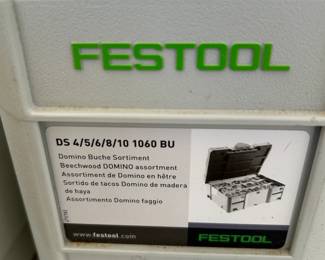 FESTOOL
DS 4/5/6/8/10 1060 BU
Domino Buche Sortiment
Beechwood DOMINO assortment
Assortiment de Domino en hêtre
Sortido de tacos Domino de madera
de haya
Assortimento Domino faggio
www.festool.com
FESTOOL